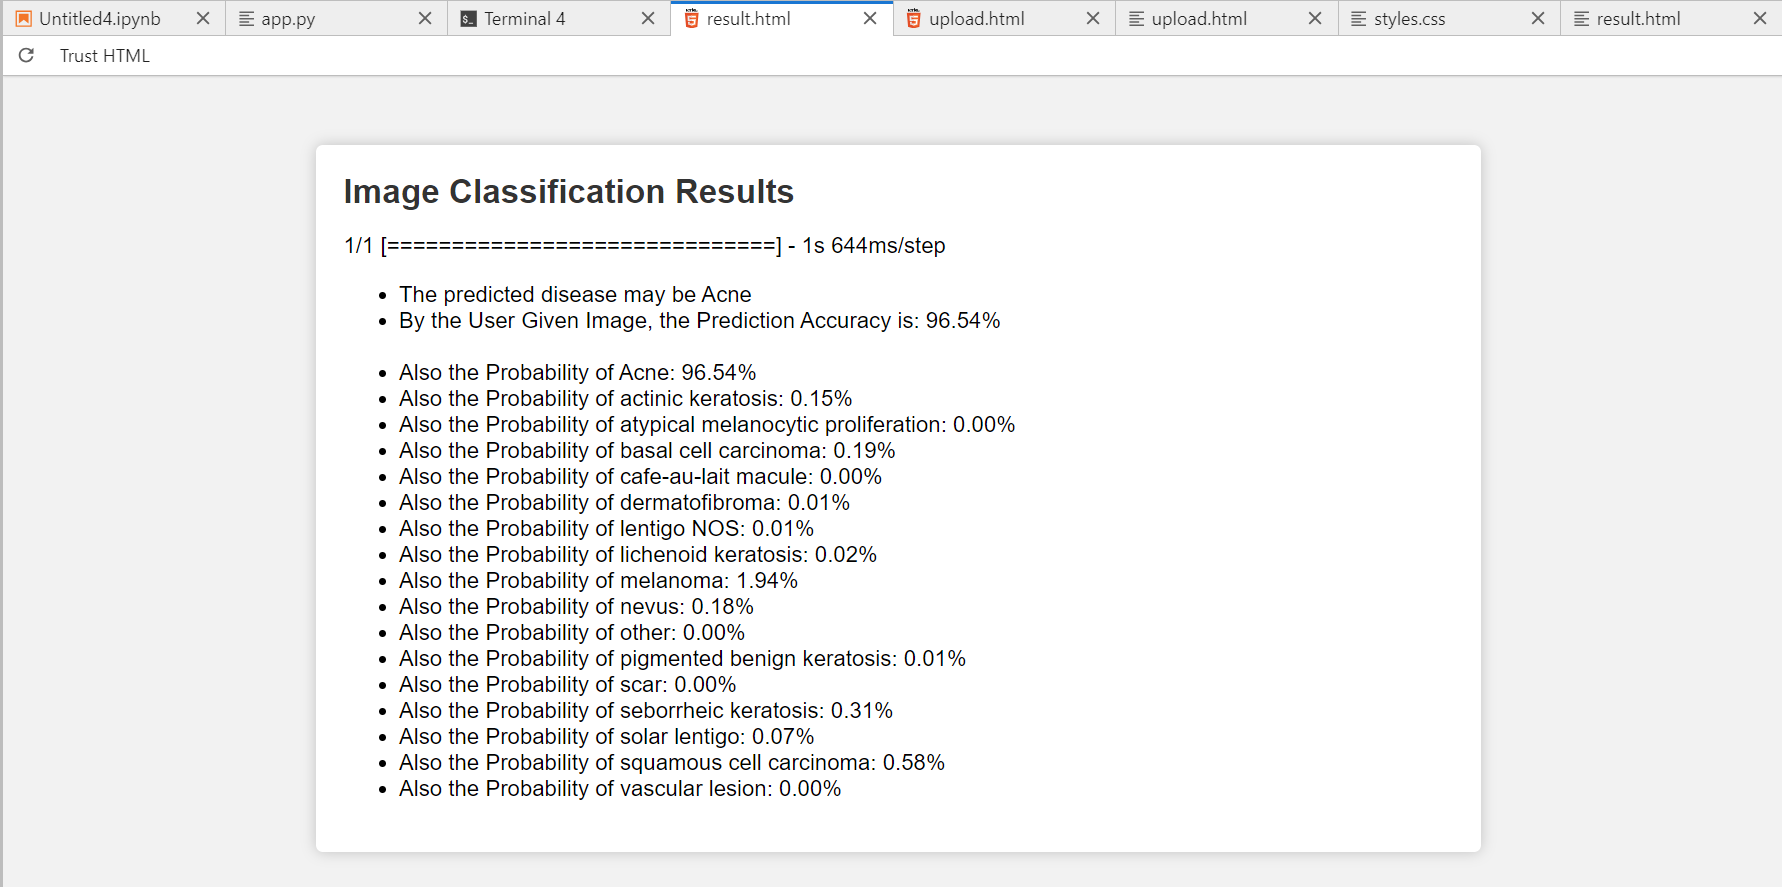 Untitled4.ipynb
app.py
Terminal 4
result.html
upload.html
upload.html
styles.css
result.html
Trust HTML
Image Classification Results
1/1 [==============================] - 1s 644ms/step
The predicted disease may be Acne
By the User Given Image, the Prediction Accuracy is: 96.54%
Also the Probability of Acne: 96.54%
Also the Probability of actinic keratosis: 0.15%
Also the Probability of atypical melanocytic proliferation: 0.00%
Also the Probability of basal cell carcinoma: 0.19%
Also the Probability of cafe-au-lait macule: 0.00%
Also the Probability of dermatofibroma: 0.01%
Also the Probability of lentigo NOS: 0.01%
Also the Probability of lichenoid keratosis: 0.02%
Also the Probability of melanoma: 1.94%
Also the Probability of nevus: 0.18%
Also the Probability of other: 0.00%
Also the Probability of pigmented benign keratosis: 0.01%
Also the Probability of scar: 0.00%
Also the Probability of seborrheic keratosis: 0.31%
Also the Probability of solar lentigo: 0.07%
Also the Probability of squamous cell carcinoma: 0.58%
Also the Probability of vascular lesion: 0.00%